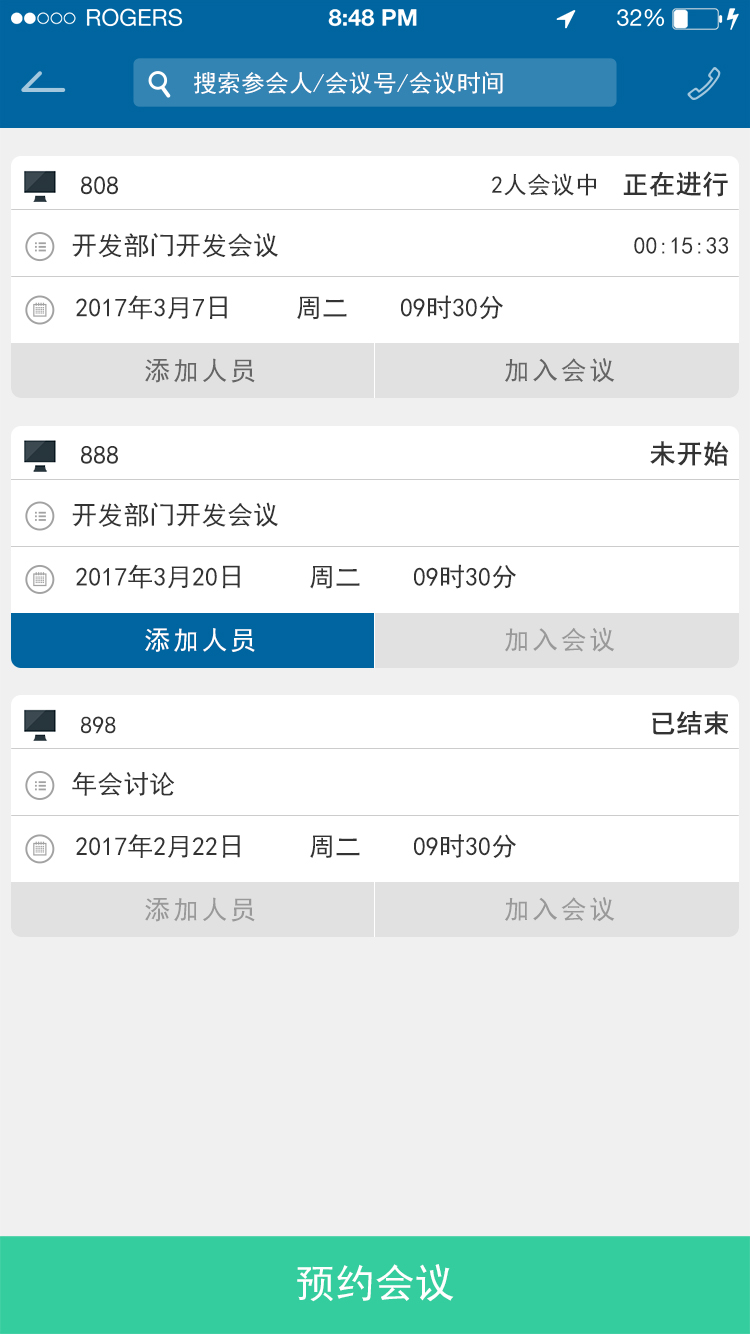 ROGERS 8:48 PM 32%
搜索参会人/会议号/会议时间
808 2人会议中 正在进行
开发部门开发会议 00:15:33
2017年3月7日 周二 09时30分
添加人员 加入会议
888 未开始
开发部门开发会议
2017年3月20日 周二 09时30分
添加人员 加入会议
898 已结束
年会讨论
2017年2月22日 周二 09时30分
添加人员 加入会议
预约会议